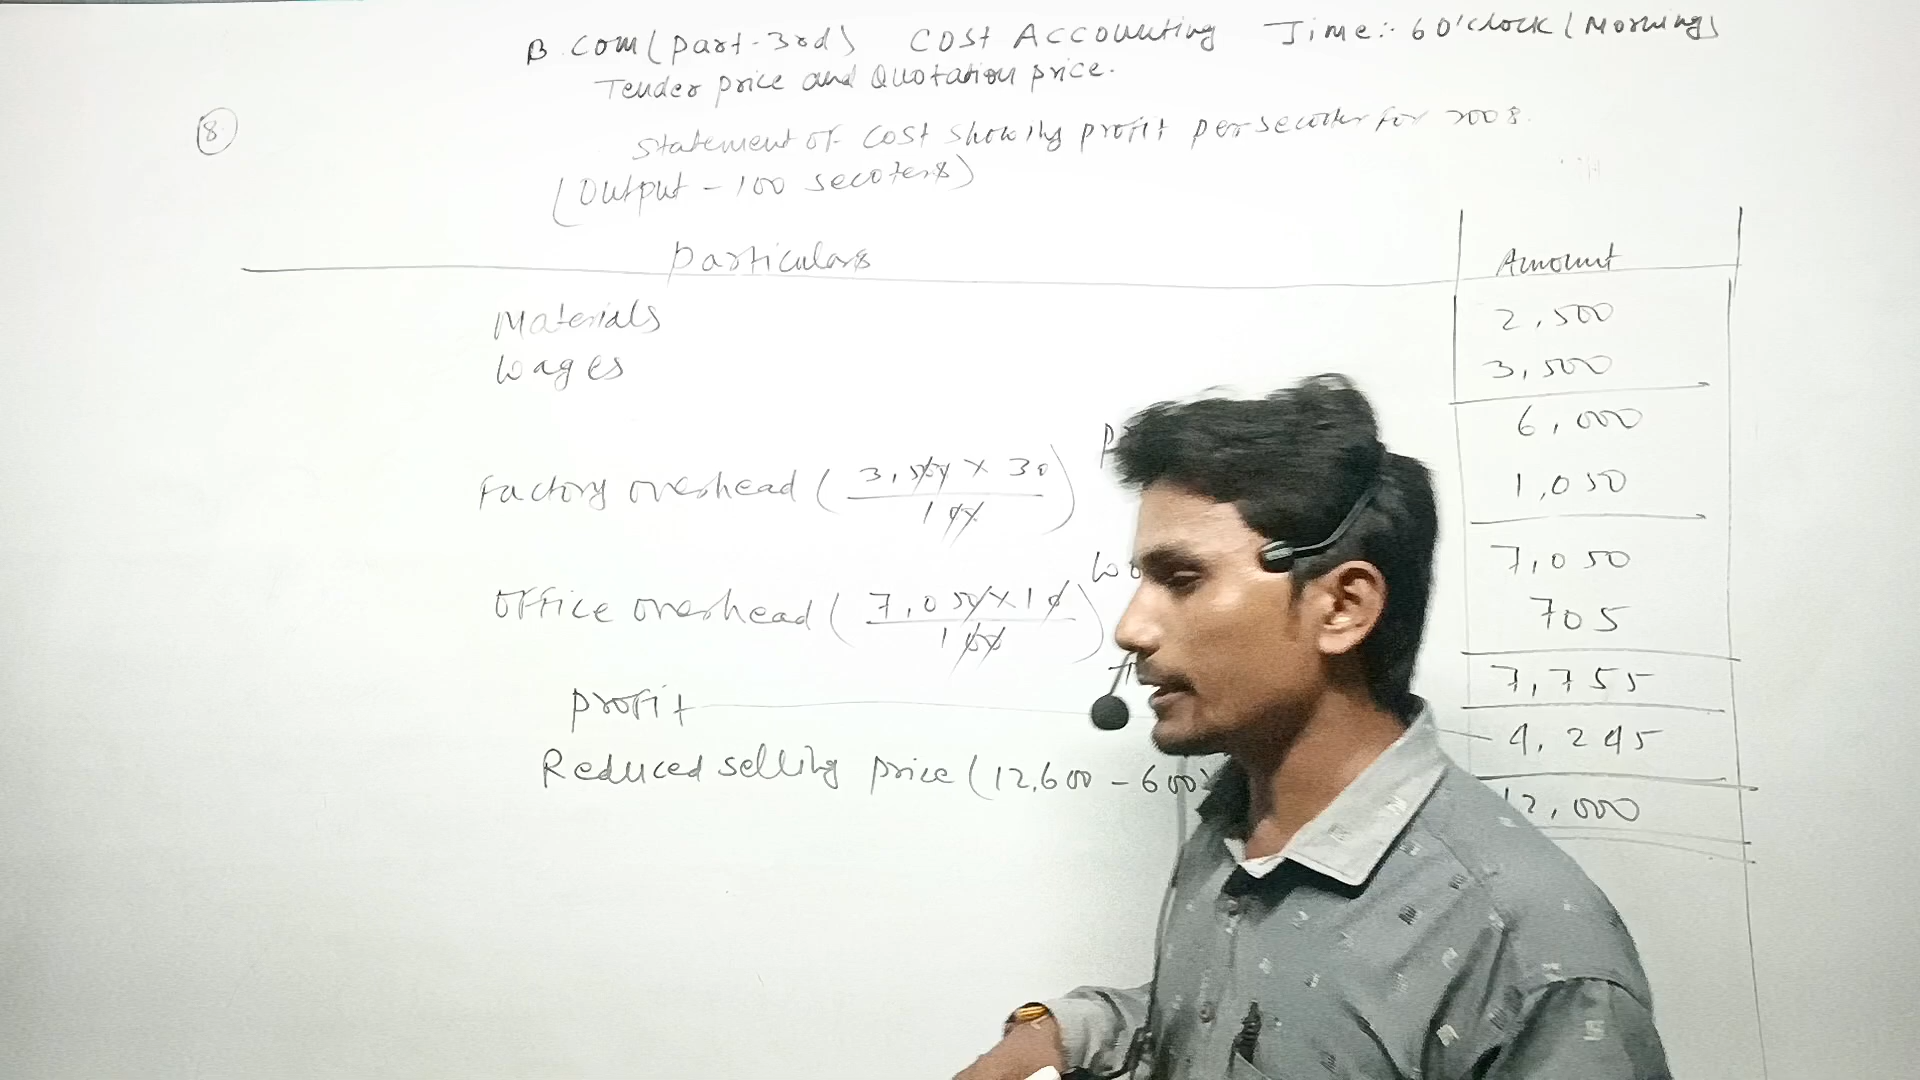 B.Com (Part-3rd) Cost Accounting Time:- 6 O'clock (Morning)
Tender price and Quotation price.
8
Statement of Cost Showing profit per secoter for 2008.
(Output - 100 secoters)
Particulars Amount
Materials 2,500
Wages 3,500
6,000
Factory overhead (3,500 x 30 / 100) 1,050
7,050
Office overhead (7,050 x 10 / 100) 705
7,755
profit 4,245
Reduced selling price (12,600 - 600) 12,000